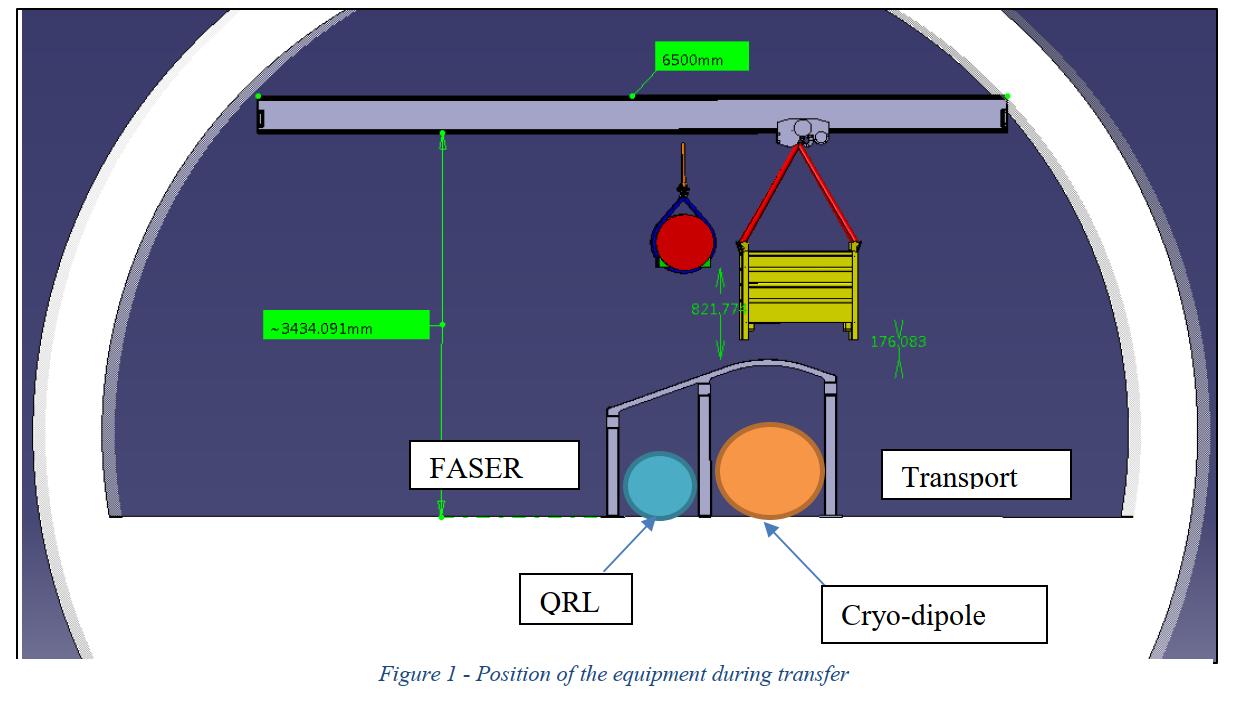 6500mm
821.774
~3434.091mm
176.083
FASER
Transport
QRL
Cryo-dipole
Figure 1 - Position of the equipment during transfer